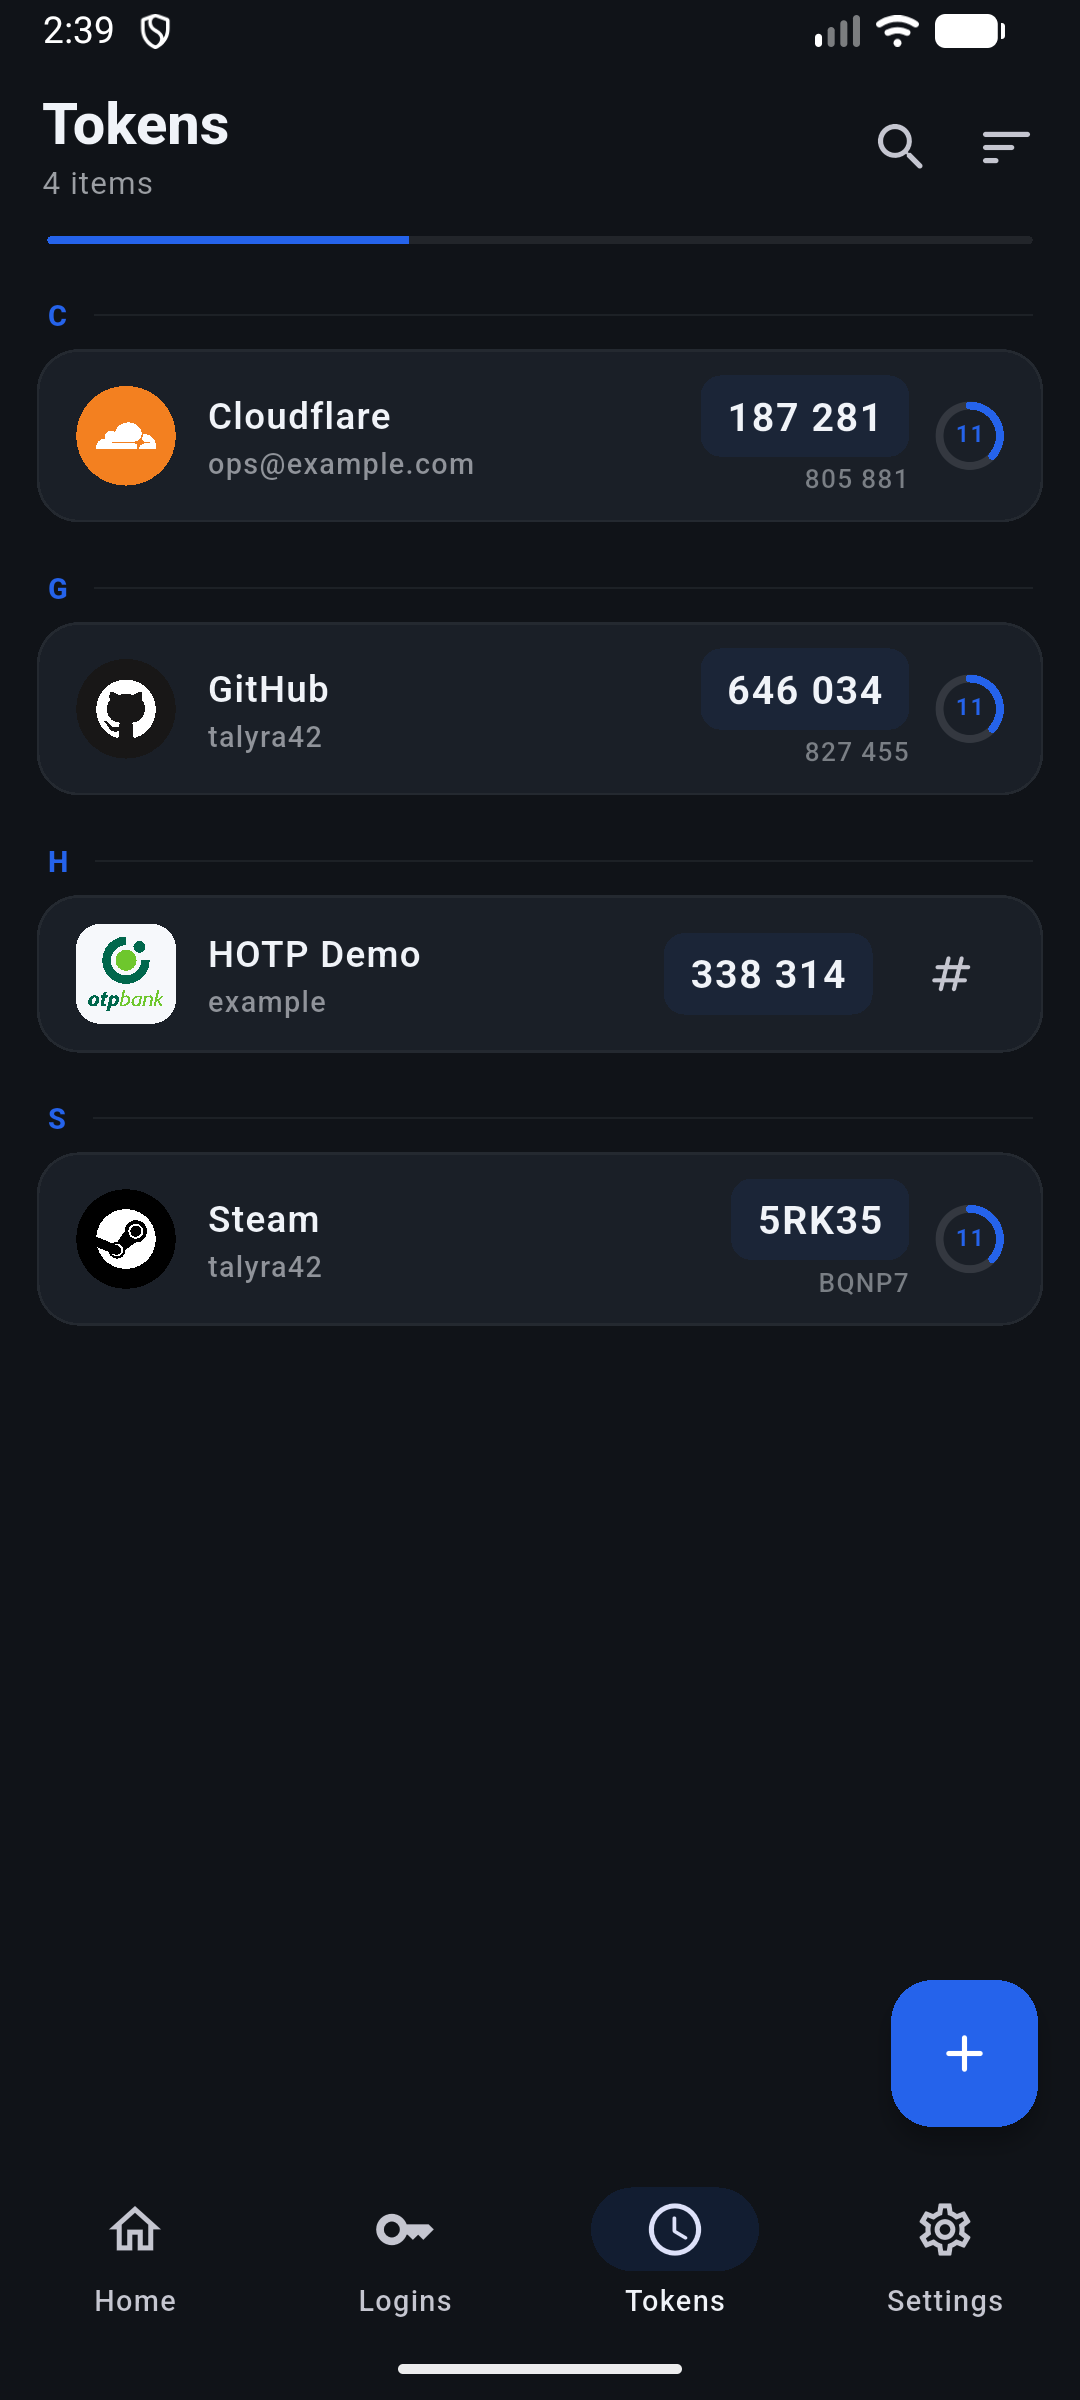 2:39
Tokens
4 items
C
Cloudflare
ops@example.com
187 281
805 881
11
G
GitHub
talyra42
646 034
827 455
11
H
otpbank
HOTP Demo
example
338 314
#
S
Steam
talyra42
5RK35
BQNP7
11
Home
Logins
Tokens
Settings